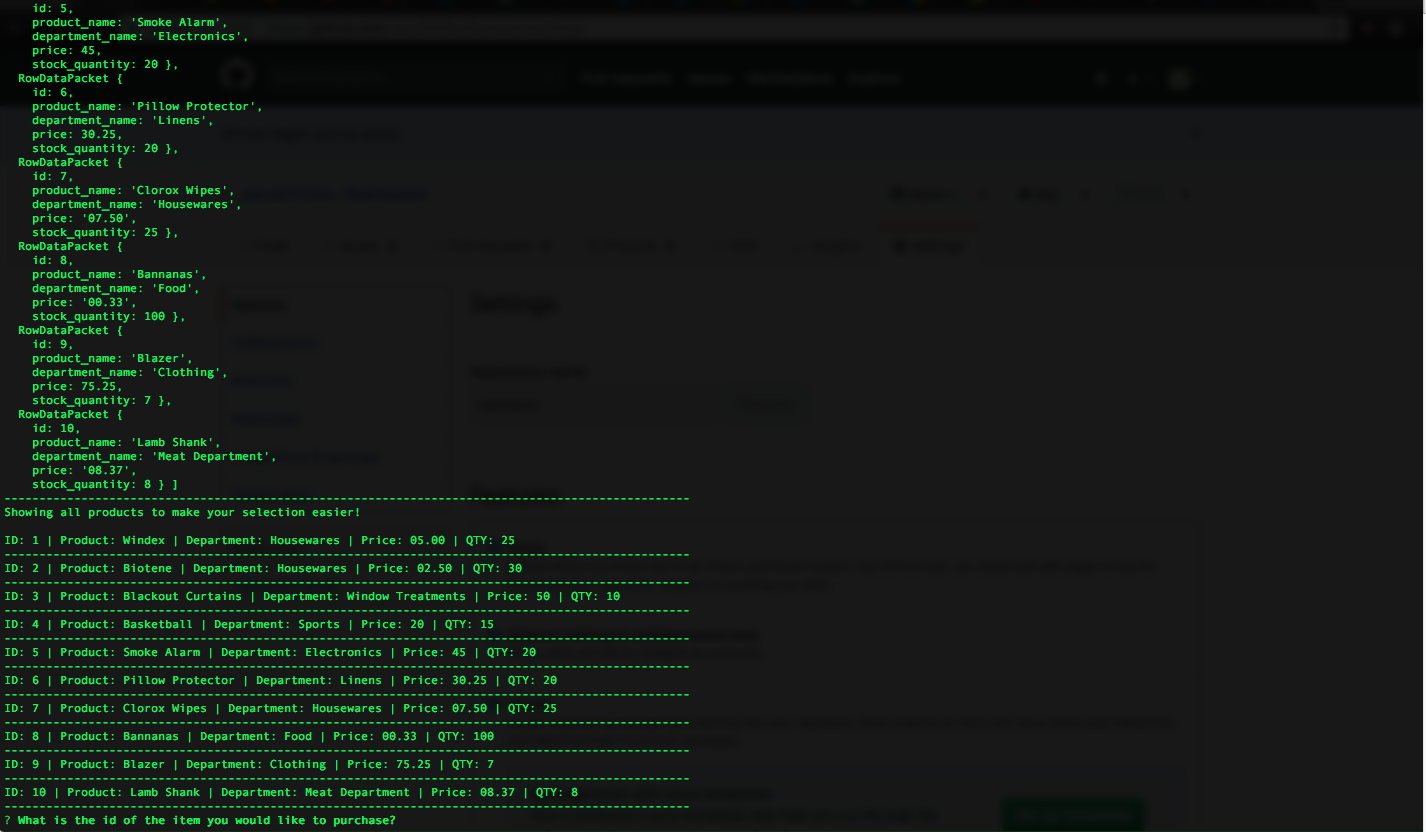 id: 5,
product_name: 'Smoke Alarm',
department_name: 'Electronics',
price: 45,
stock_quantity: 20 },
RowDataPacket {
id: 6,
product_name: 'Pillow Protector',
department_name: 'Linens',
price: 30.25,
stock_quantity: 20 },
RowDataPacket {
id: 7,
product_name: 'Clorox Wipes',
department_name: 'Housewares',
price: '07.50',
stock_quantity: 25 },
RowDataPacket {
id: 8,
product_name: 'Bannanas',
department_name: 'Food',
price: '00.33',
stock_quantity: 100 },
RowDataPacket {
id: 9,
product_name: 'Blazer',
department_name: 'Clothing',
price: 75.25,
stock_quantity: 7 },
RowDataPacket {
id: 10,
product_name: 'Lamb Shank',
department_name: 'Meat Department',
price: '08.37',
stock_quantity: 8 } ]
--------------------------------------------------------------------------------------------------
Showing all products to make your selection easier!
ID: 1 | Product: Windex | Department: Housewares | Price: 05.00 | QTY: 25
--------------------------------------------------------------------------------------------------
ID: 2 | Product: Biotene | Department: Housewares | Price: 02.50 | QTY: 30
--------------------------------------------------------------------------------------------------
ID: 3 | Product: Blackout Curtains | Department: Window Treatments | Price: 50 | QTY: 10
--------------------------------------------------------------------------------------------------
ID: 4 | Product: Basketball | Department: Sports | Price: 20 | QTY: 15
--------------------------------------------------------------------------------------------------
ID: 5 | Product: Smoke Alarm | Department: Electronics | Price: 45 | QTY: 20
--------------------------------------------------------------------------------------------------
ID: 6 | Product: Pillow Protector | Department: Linens | Price: 30.25 | QTY: 20
--------------------------------------------------------------------------------------------------
ID: 7 | Product: Clorox Wipes | Department: Housewares | Price: 07.50 | QTY: 25
--------------------------------------------------------------------------------------------------
ID: 8 | Product: Bannanas | Department: Food | Price: 00.33 | QTY: 100
--------------------------------------------------------------------------------------------------
ID: 9 | Product: Blazer | Department: Clothing | Price: 75.25 | QTY: 7
--------------------------------------------------------------------------------------------------
ID: 10 | Product: Lamb Shank | Department: Meat Department | Price: 08.37 | QTY: 8
--------------------------------------------------------------------------------------------------
? What is the id of the item you would like to purchase?
Settings
Settings